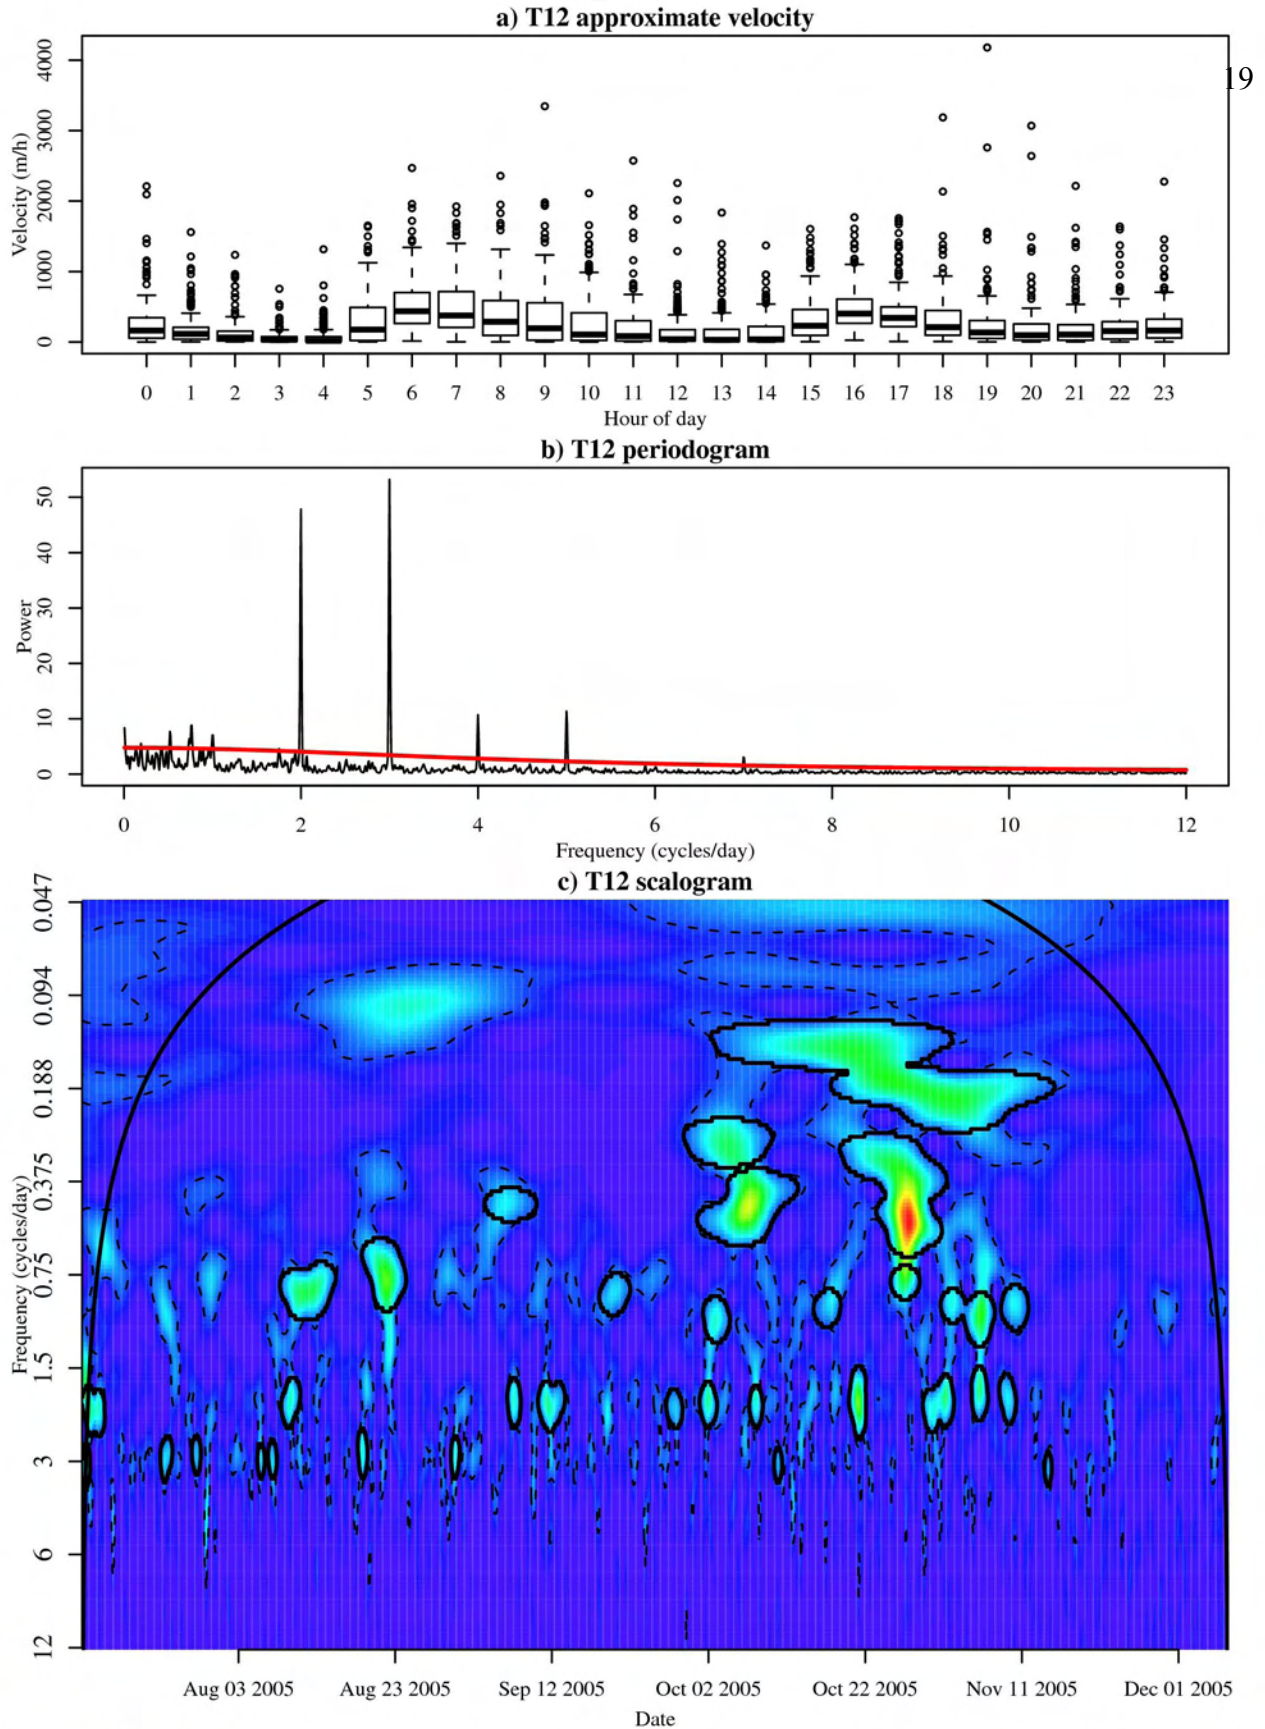 a) T12 approximate velocity
19
Velocity (m/h)
0 1000 2000 3000 4000
0 1 2 3 4 5 6 7 8 9 10 11 12 13 14 15 16 17 18 19 20 21 22 23
Hour of day
b) T12 periodogram
Power
0 10 20 30 40 50
0 2 4 6 8 10 12
Frequency (cycles/day)
c) T12 scalogram
Frequency (cycles/day)
0.047
0.094
0.188
0.375
0.75
1.5
3
6
12
Aug 03 2005 Aug 23 2005 Sep 12 2005 Oct 02 2005 Oct 22 2005 Nov 11 2005 Dec 01 2005
Date